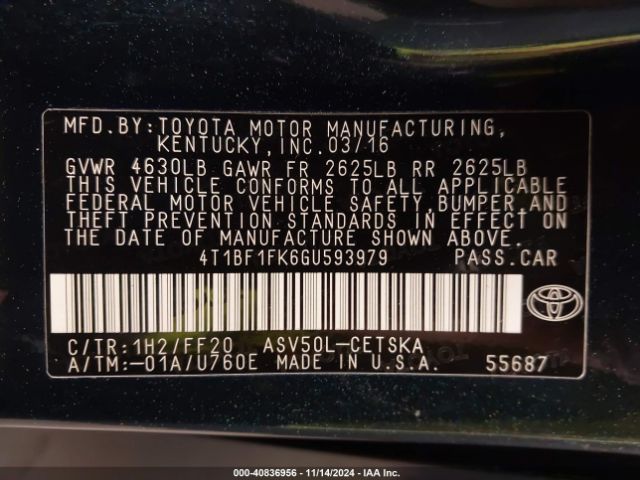 MFD.BY:TOYOTA MOTOR MANUFACTURING,
KENTUCKY, INC. 03/16
GVWR 4630LB GAWR FR 2625LB RR 2625LB
THIS VEHICLE CONFORMS TO ALL APPLICABLE
FEDERAL MOTOR VEHICLE SAFETY,BUMPER AND
THEFT PREVENTION STANDARDS IN EFFECT ON
THE DATE OF MANUFACTURE SHOWN ABOVE.
4T1BF1FK6GU593979 PASS.CAR
C/TR:1H2/FF20 ASV50L-CETSKA
A/TM:-01A/U760E MADE IN U.S.A. 55687
000-40836956 - 11/14/2024 - IAA Inc.